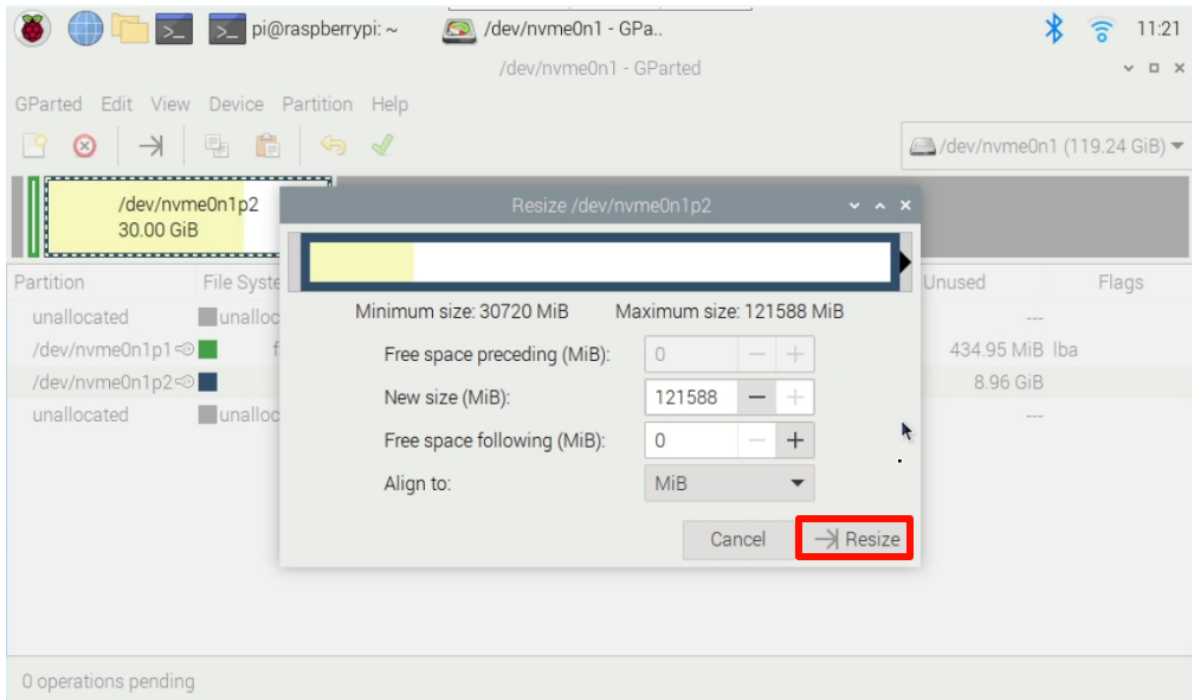 pi@raspberrypi: ~ /dev/nvme0n1 - GPa.. 11:21
/dev/nvme0n1 - GParted
GParted Edit View Device Partition Help
/dev/nvme0n1 (119.24 GiB)
/dev/nvme0n1p2
30.00 GiB
Resize /dev/nvme0n1p2
Minimum size: 30720 MiB Maximum size: 121588 MiB
Free space preceding (MiB): 0
New size (MiB): 121588
Free space following (MiB): 0
Align to: MiB
Cancel Resize
Partition File Syste Unused Flags
unallocated unalloc ---
/dev/nvme0n1p1 f 434.95 MiB lba
/dev/nvme0n1p2 8.96 GiB
unallocated unalloc ---
0 operations pending